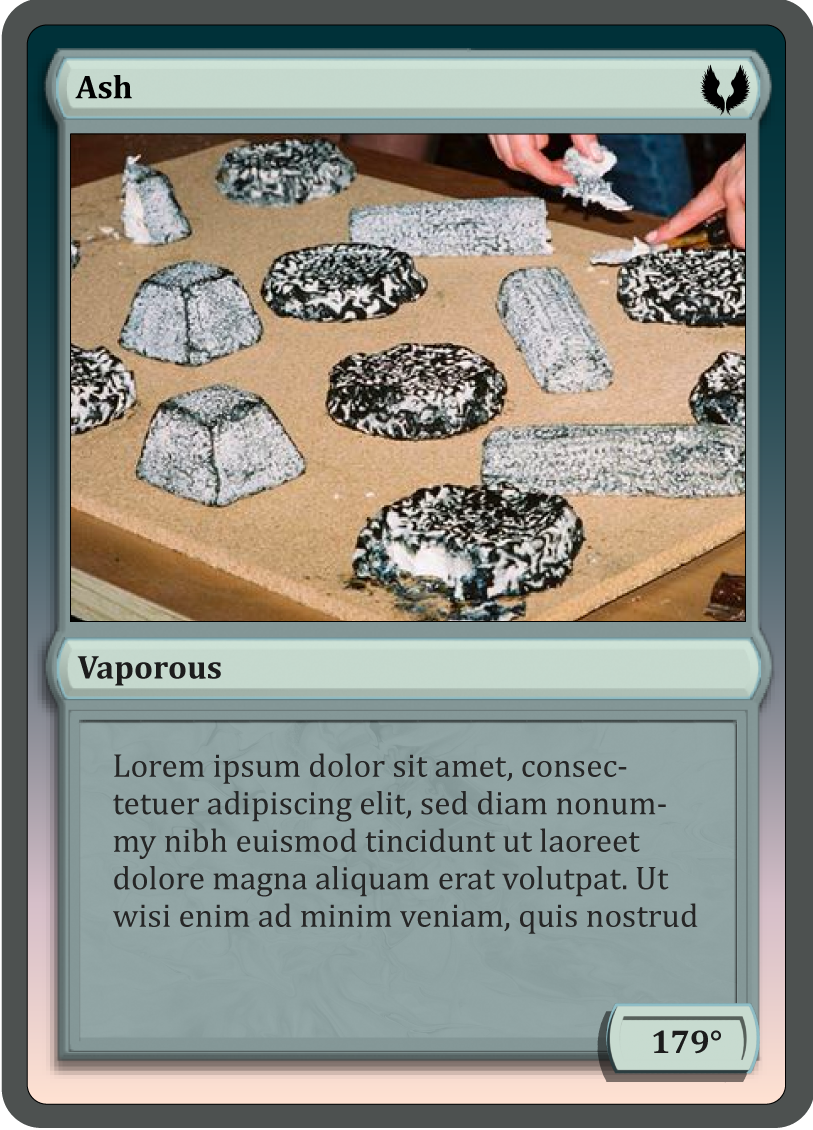 Ash
Vaporous
Lorem ipsum dolor sit amet, consec-
tetuer adipiscing elit, sed diam nonum-
my nibh euismod tincidunt ut laoreet
dolore magna aliquam erat volutpat. Ut
wisi enim ad minim veniam, quis nostrud
179°